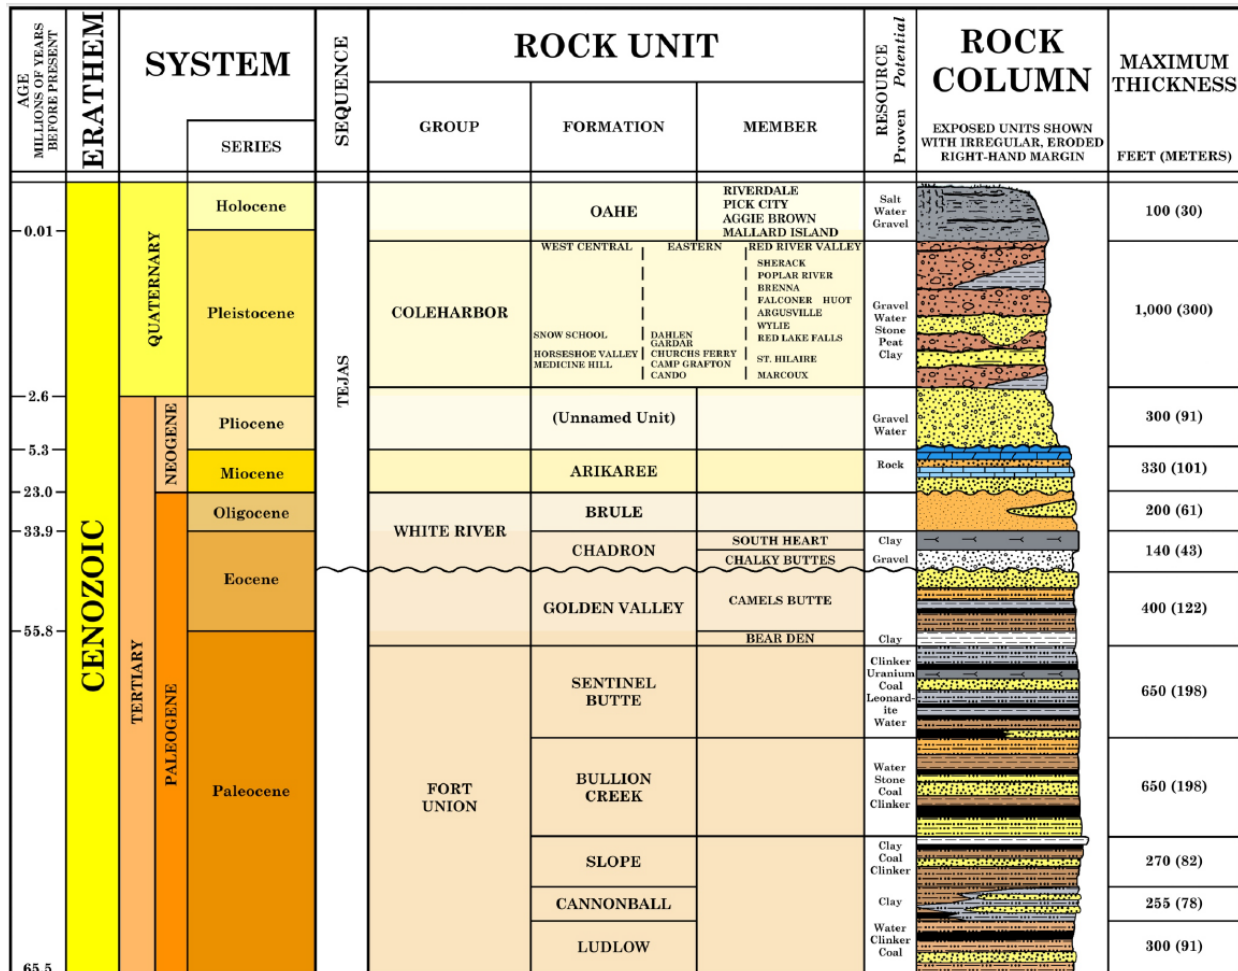 AGE
MILLIONS OF YEARS
BEFORE PRESENT
ERATHEM
SYSTEM
SERIES
SEQUENCE
ROCK UNIT
GROUP
FORMATION
MEMBER
RESOURCE
Proven Potential
ROCK
COLUMN
EXPOSED UNITS SHOWN
WITH IRREGULAR, ERODED
RIGHT-HAND MARGIN
MAXIMUM
THICKNESS
FEET (METERS)
CENOZOIC
QUATERNARY
TERTIARY
NEOGENE
PALEOGENE
TEJAS
Holocene
OAHE
RIVERDALE
PICK CITY
AGGIE BROWN
MALLARD ISLAND
Salt
Water
Gravel
100 (30)
0.01
Pleistocene
COLEHARBOR
WEST CENTRAL
EASTERN
RED RIVER VALLEY
SHERACK
POPLAR RIVER
BRENNA
FALCONER HUOT
ARGUSVILLE
WYLIE
SNOW SCHOOL
DAHLEN
RED LAKE FALLS
GARDAR
HORSESHOE VALLEY
CHURCHS FERRY
ST. HILAIRE
MEDICINE HILL
CAMP GRAFTON
CANDO
MARCOUX
Gravel
Water
Stone
Peat
Clay
1,000 (300)
2.6
Pliocene
(Unnamed Unit)
Gravel
Water
300 (91)
5.3
Miocene
ARIKAREE
Rock
330 (101)
23.0
Oligocene
WHITE RIVER
BRULE
200 (61)
33.9
Eocene
CHADRON
SOUTH HEART
Clay
CHALKY BUTTES
Gravel
140 (43)
GOLDEN VALLEY
CAMELS BUTTE
400 (122)
55.8
BEAR DEN
Clay
Paleocene
FORT
UNION
SENTINEL
BUTTE
Clinker
Uranium
Coal
Leonard-
ite
Water
650 (198)
BULLION
CREEK
Water
Stone
Coal
Clinker
650 (198)
SLOPE
Clay
Coal
Clinker
270 (82)
CANNONBALL
Clay
255 (78)
LUDLOW
Water
Clinker
Coal
300 (91)
65.5